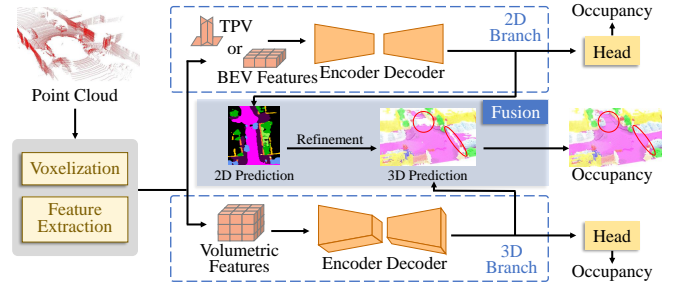 Point Cloud
Voxelization
Feature
Extraction
TPV
or
BEV Features
Encoder Decoder
2D
Branch
Occupancy
Head
Fusion
2D Prediction
Refinement
3D Prediction
Occupancy
Volumetric
Features
Encoder Decoder
3D
Branch
Head
Occupancy